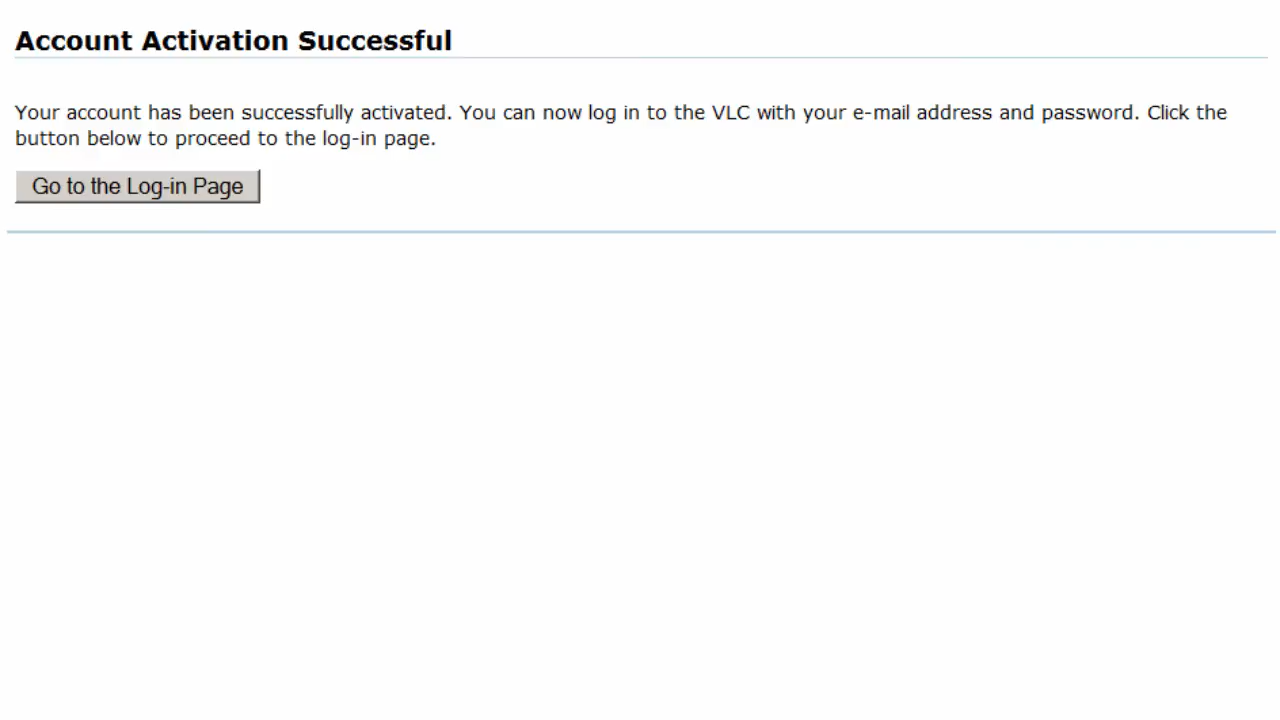 Account Activation Successful
Your account has been successfully activated. You can now log in to the VLC with your e-mail address and password. Click the
button below to proceed to the log-in page.
Go to the Log-in Page